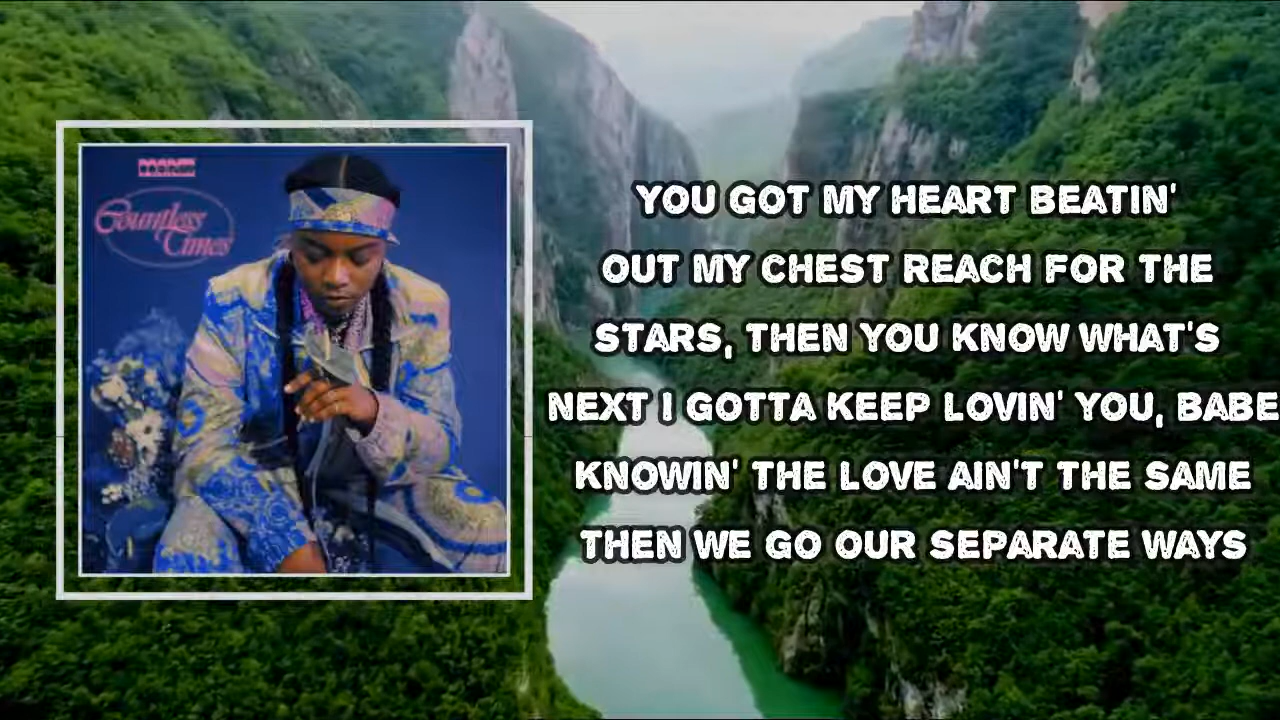 Countless
Times
YOU GOT MY HEART BEATIN'
OUT MY CHEST REACH FOR THE
STARS, THEN YOU KNOW WHAT'S
NEXT I GOTTA KEEP LOVIN' YOU, BABE
KNOWIN' THE LOVE AIN'T THE SAME
THEN WE GO OUR SEPARATE WAYS